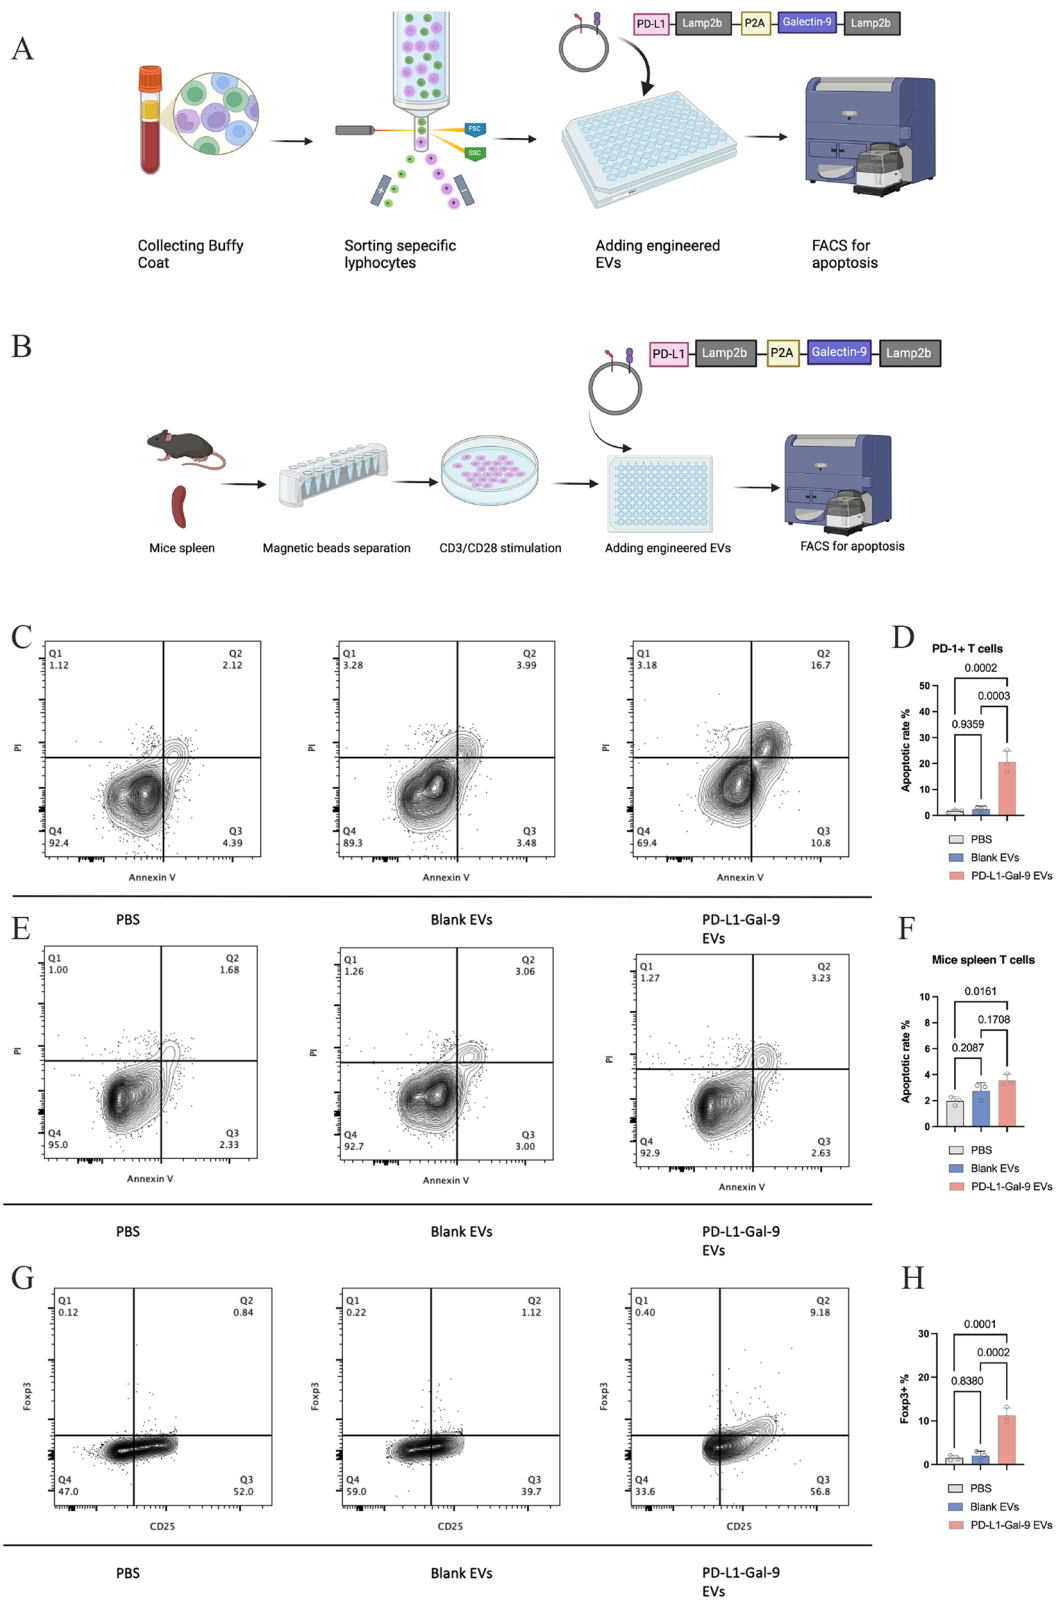 A
PD-L1 Lamp2b P2A Galectin-9 Lamp2b
FSC
SSC
Collecting Buffy
Coat
Sorting sepecific
lyphocytes
Adding engineered
EVs
FACS for
apoptosis
B
PD-L1 Lamp2b P2A Galectin-9 Lamp2b
Mice spleen
Magnetic beads separation
CD3/CD28 stimulation
Adding engineered EVs
FACS for apoptosis
C
Q1
1.12
Q2
2.12
Q4
92.4
Q3
4.39
PI
Annexin V
Q1
3.28
Q2
3.99
Q4
89.3
Q3
3.48
PI
Annexin V
Q1
3.18
Q2
16.7
Q4
69.4
Q3
10.8
PI
Annexin V
PBS
Blank EVs
PD-L1-Gal-9
EVs
D
PD-1+ T cells
0.0002
0.0003
0.9359
50
40
30
20
10
0
Apoptotic rate %
PBS
Blank EVs
PD-L1-Gal-9 EVs
E
Q1
1.00
Q2
1.68
Q4
95.0
Q3
2.33
PI
Annexin V
Q1
1.26
Q2
3.06
Q4
92.7
Q3
3.00
PI
Annexin V
Q1
1.27
Q2
3.23
Q4
92.9
Q3
2.63
PI
Annexin V
PBS
Blank EVs
PD-L1-Gal-9
EVs
F
Mice spleen T cells
0.0161
0.1708
0.2087
10
8
6
4
2
0
Apoptotic rate %
PBS
Blank EVs
PD-L1-Gal-9 EVs
G
Q1
0.12
Q2
0.84
Q4
47.0
Q3
52.0
Foxp3
CD25
Q1
0.22
Q2
1.12
Q4
59.0
Q3
39.7
Foxp3
CD25
Q1
0.40
Q2
9.18
Q4
33.6
Q3
56.8
Foxp3
CD25
PBS
Blank EVs
PD-L1-Gal-9
EVs
H
0.0001
0.0002
0.8380
30
20
10
0
Foxp3+ %
PBS
Blank EVs
PD-L1-Gal-9 EVs